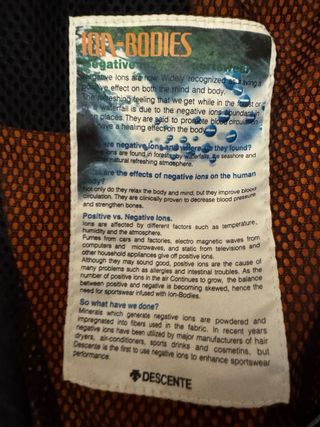 ION-BODIES
Negative Ion Sportswear
Negative Ions are now Widely recognized as having a
positive effect on both the mind and body.
The refreshing feeling that we get while in the forest or
a waterfall is due to the negative ions abundant in
places. They are said to promote blood circulation
have a healing effect on the body.
are negative ions and where are they found?
ions are found in forests, by waterfalls, the seashore and
natural refreshing atmosphere.
are the effects of negative ions on the human
body?
Not only do they relax the body and mind, but they improve blood
circulation. They are clinically proven to decrease blood pressure
and strengthen bones.
Positive vs. Negative Ions.
Ions are affected by different factors such as temperature,
humidity and the atmosphere.
Fumes from cars and factories, electro magnetic waves from
computers and microwaves, and static from televisions and
other household appliances give off positive ions.
Although they may sound good, positive ions are the cause of
many problems such as allergies and intestinal troubles. As the
number of positive ions in the air Continues to grow, the balance
between positive and negative is becoming skewed, hence the
need for sportswear infused with Ion-Bodies.
So what have we done?
Minerals which generate negative ions are powdered and
impregnated into fibers used in the fabric. In recent years
negative ions have been utilized by major manufacturers of hair
dryers, air-conditioners, sports drinks and cosmetins, but
Descente is the first to use negative ions to enhance sportswear
performance.
DESCENTE